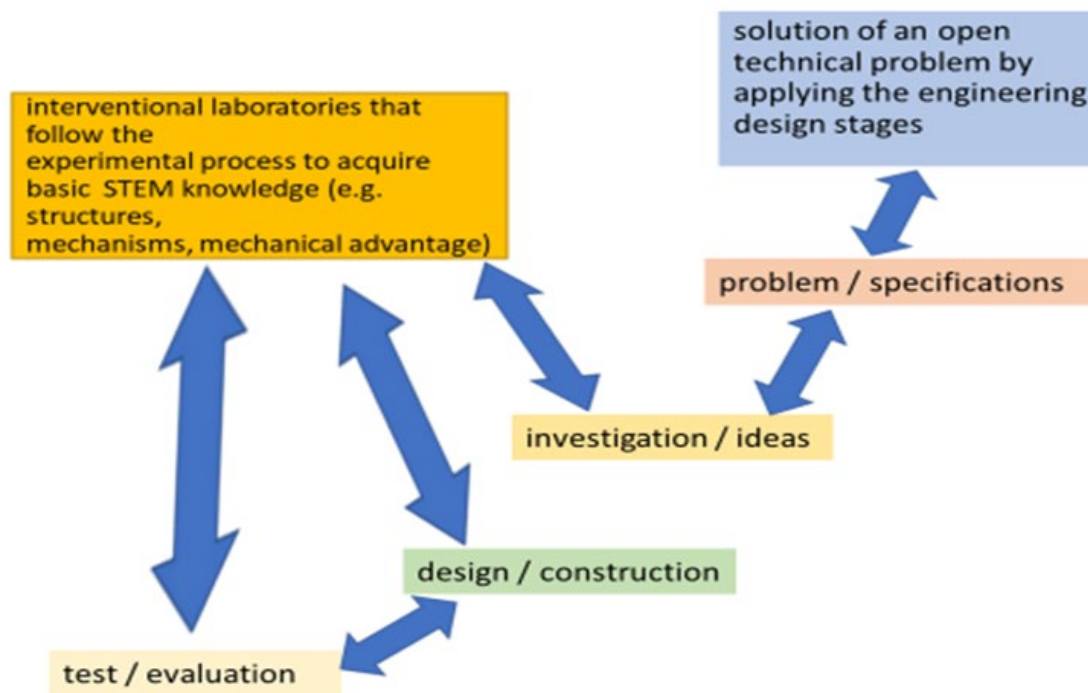 solution of an open
technical problem by
applying the engineering
design stages
interventional laboratories that
follow the
experimental process to acquire
basic STEM knowledge (e.g.
structures,
mechanisms, mechanical advantage)
problem / specifications
investigation / ideas
design / construction
test / evaluation